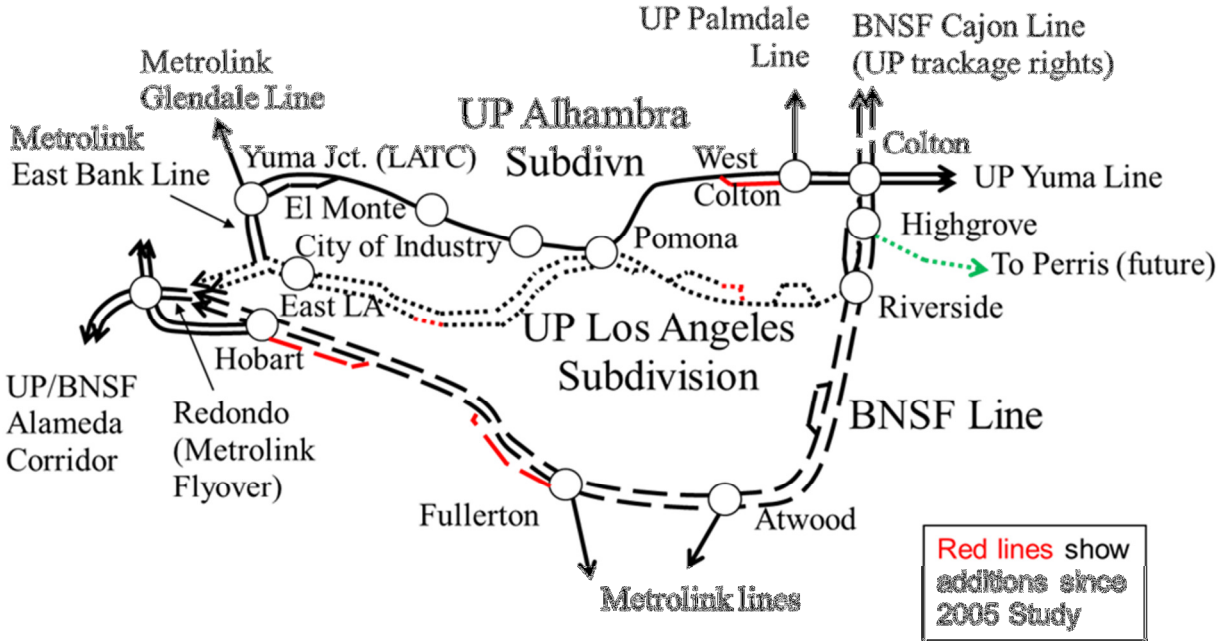 UP Palmdale
Line
BNSF Cajon Line
(UP trackage rights)
Metrolink
Glendale Line
UP Alhambra
Subdivn
Metrolink
East Bank Line
Yuma Jct. (LATC)
West
Colton
Colton
UP Yuma Line
El Monte
City of Industry
Pomona
Highgrove
To Perris (future)
East LA
Riverside
UP Los Angeles
Subdivision
Hobart
UP/BNSF
Alameda
Corridor
Redondo
(Metrolink
Flyover)
BNSF Line
Fullerton
Atwood
Metrolink lines
Red lines show
additions since
2005 Study